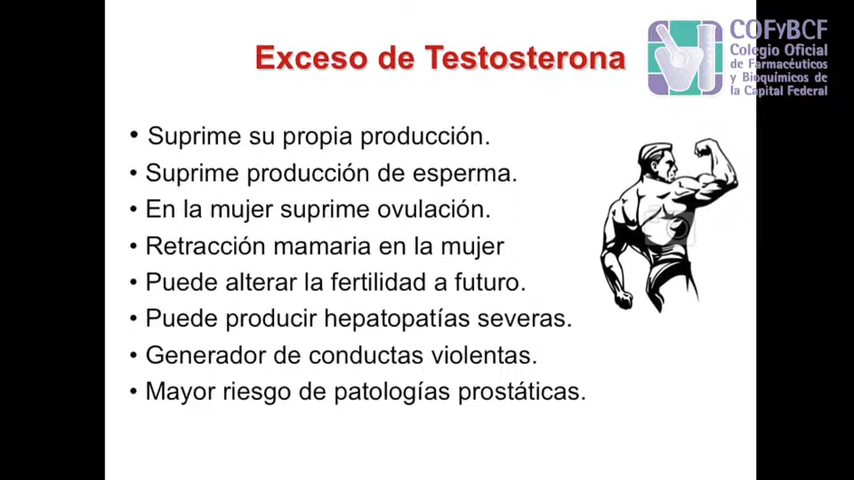 COFyBCF
Colegio Oficial
de Farmacéuticos
y Bioquímicos de
la Capital Federal
Exceso de Testosterona
• Suprime su propia producción.
• Suprime producción de esperma.
• En la mujer suprime ovulación.
• Retracción mamaria en la mujer
• Puede alterar la fertilidad a futuro.
• Puede producir hepatopatías severas.
• Generador de conductas violentas.
• Mayor riesgo de patologías prostáticas.